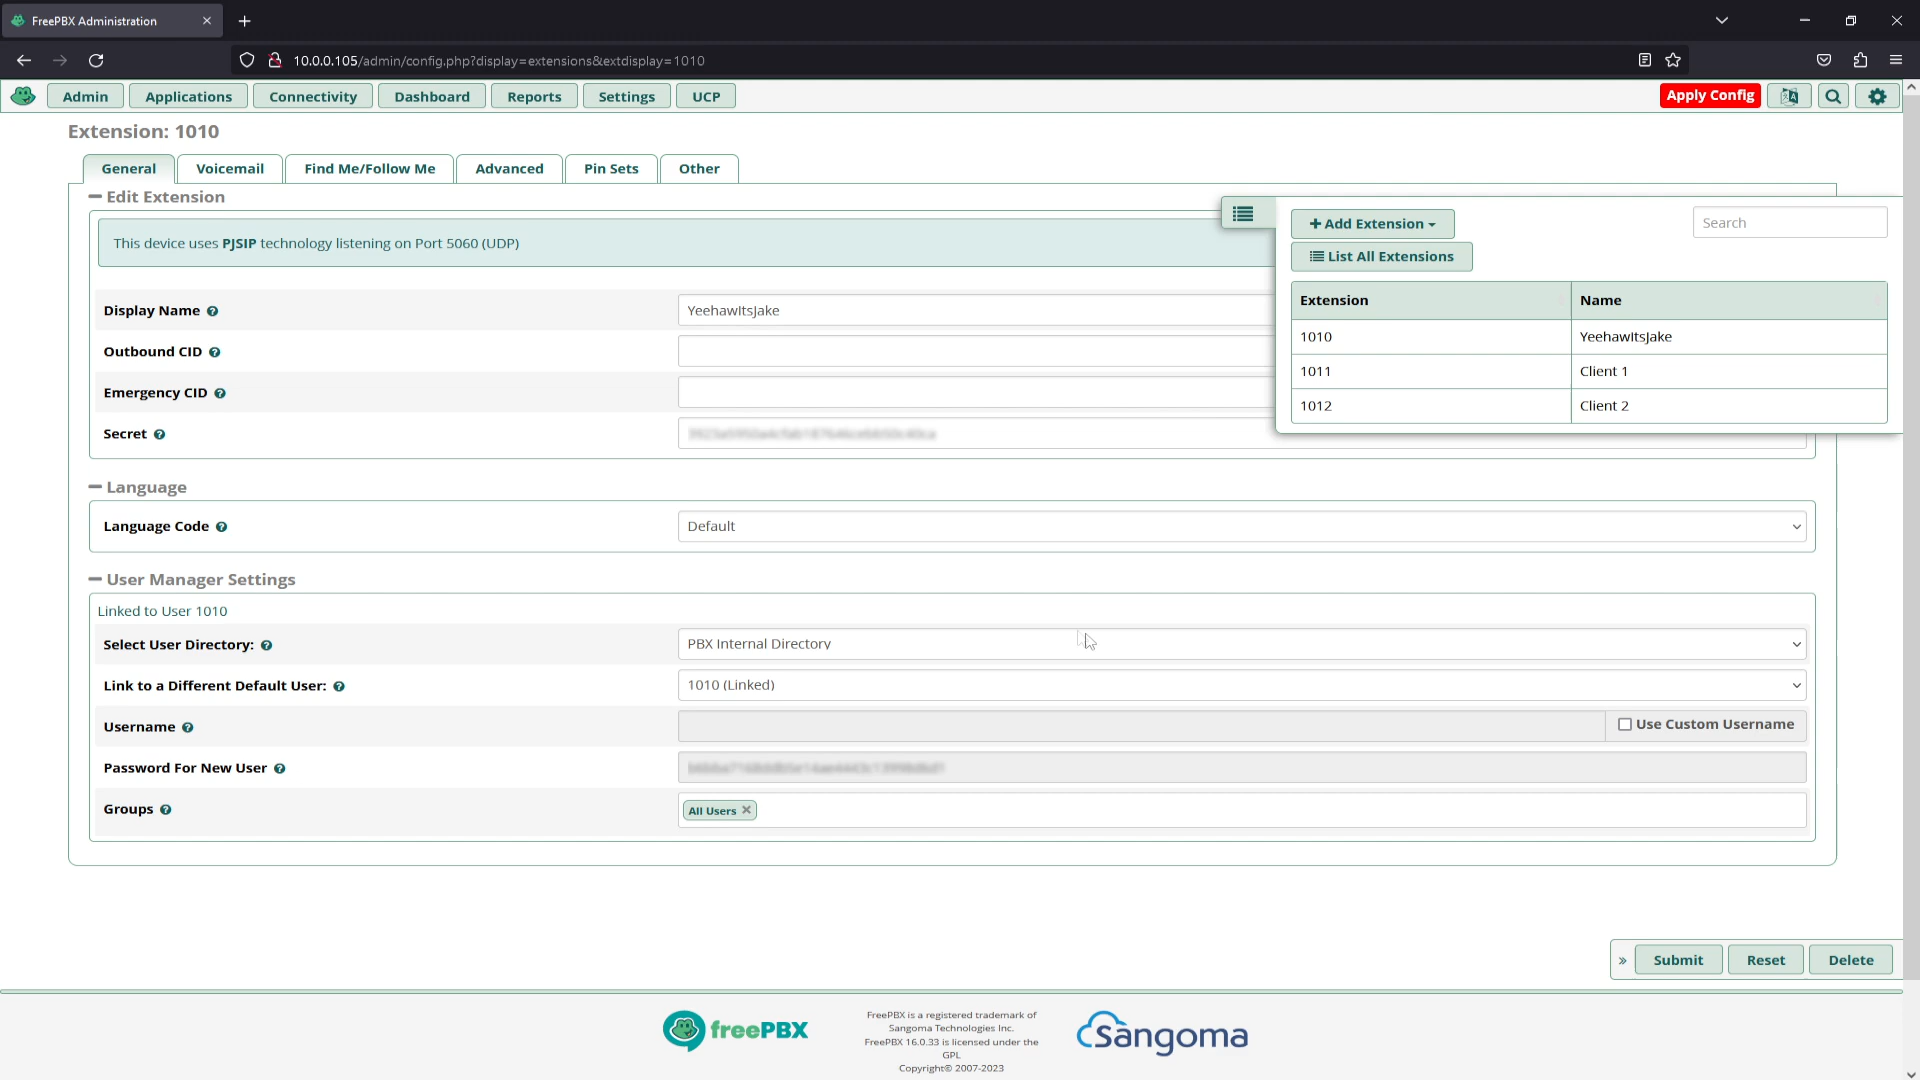 FreePBX Administration
10.0.0.105/admin/config.php?display=extensions&extdisplay=1010
Admin Applications Connectivity Dashboard Reports Settings UCP Apply Config
Extension: 1010
General Voicemail Find Me/Follow Me Advanced Pin Sets Other
Edit Extension
This device uses PJSIP technology listening on Port 5060 (UDP)
Display Name YeehawItsJake
Outbound CID
Emergency CID
Secret
+ Add Extension Search
List All Extensions
Extension Name
1010 YeehawItsJake
1011 Client 1
1012 Client 2
Language
Language Code Default
User Manager Settings
Linked to User 1010
Select User Directory: PBX Internal Directory
Link to a Different Default User: 1010 (Linked)
Username Use Custom Username
Password For New User
Groups All Users
» Submit Reset Delete
freePBX
FreePBX is a registered trademark of
Sangoma Technologies Inc.
FreePBX 16.0.33 is licensed under the
GPL
Copyright© 2007-2023
Sangoma